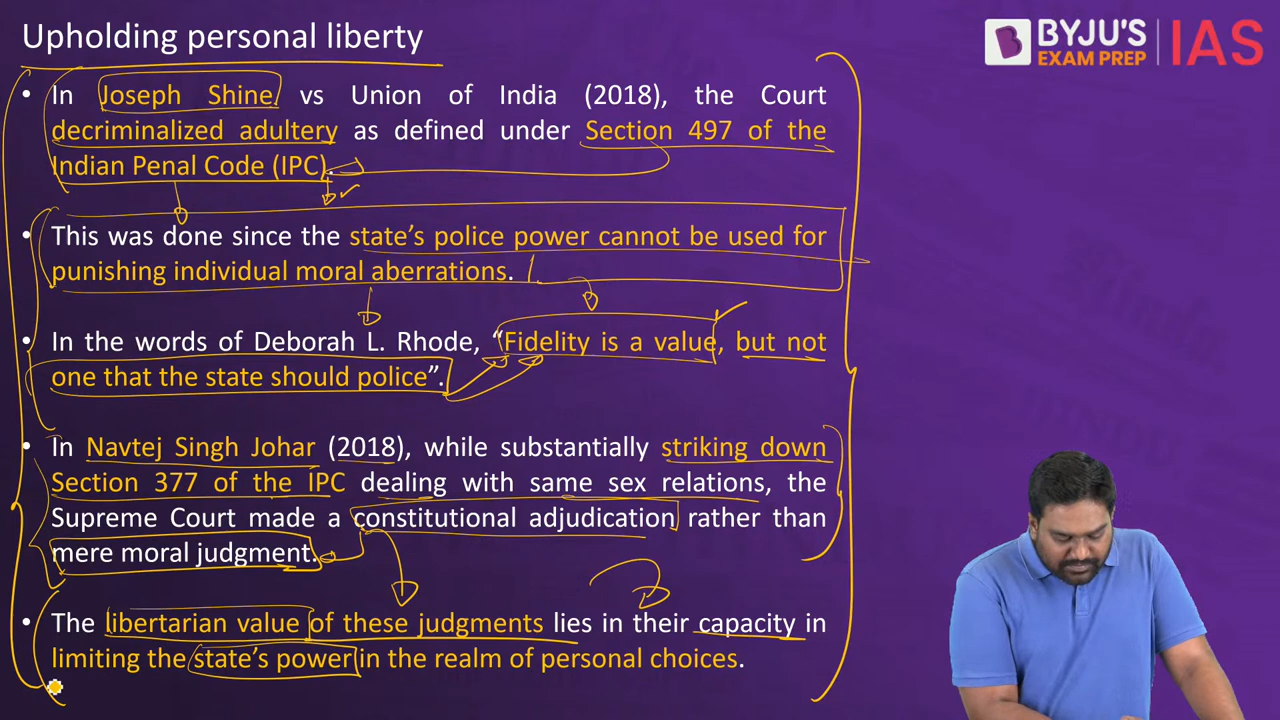 Upholding personal liberty
BYJU'S
EXAM PREP
IAS
• In Joseph Shine vs Union of India (2018), the Court
decriminalized adultery as defined under Section 497 of the
Indian Penal Code (IPC).
• This was done since the state's police power cannot be used for
punishing individual moral aberrations.
• In the words of Deborah L. Rhode, "Fidelity is a value, but not
one that the state should police".
• In Navtej Singh Johar (2018), while substantially striking down
Section 377 of the IPC dealing with same sex relations, the
Supreme Court made a constitutional adjudication rather than
mere moral judgment.
• The libertarian value of these judgments lies in their capacity in
limiting the state's power in the realm of personal choices.